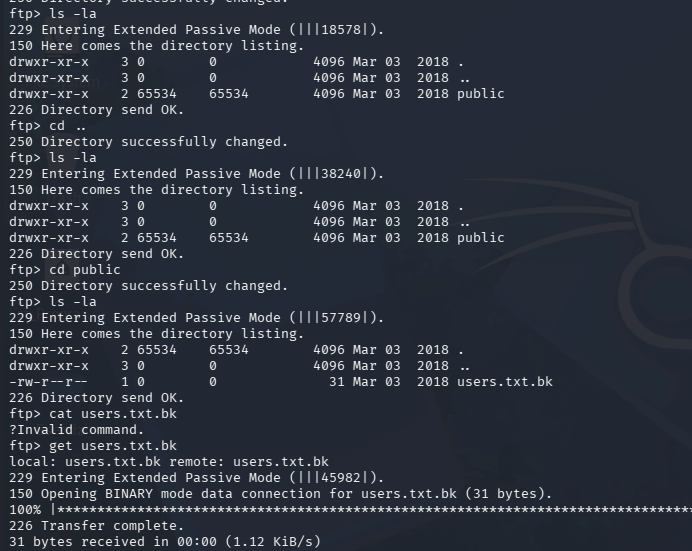 250 Directory successfully changed.
ftp> ls -la
229 Entering Extended Passive Mode (|||18578|).
150 Here comes the directory listing.
drwxr-xr-x    3 0        0            4096 Mar 03  2018 .
drwxr-xr-x    3 0        0            4096 Mar 03  2018 ..
drwxr-xr-x    2 65534    65534        4096 Mar 03  2018 public
226 Directory send OK.
ftp> cd ..
250 Directory successfully changed.
ftp> ls -la
229 Entering Extended Passive Mode (|||38240|).
150 Here comes the directory listing.
drwxr-xr-x    3 0        0            4096 Mar 03  2018 .
drwxr-xr-x    3 0        0            4096 Mar 03  2018 ..
drwxr-xr-x    2 65534    65534        4096 Mar 03  2018 public
226 Directory send OK.
ftp> cd public
250 Directory successfully changed.
ftp> ls -la
229 Entering Extended Passive Mode (|||57789|).
150 Here comes the directory listing.
drwxr-xr-x    2 65534    65534        4096 Mar 03  2018 .
drwxr-xr-x    3 0        0            4096 Mar 03  2018 ..
-rw-r--r--    1 0        0              31 Mar 03  2018 users.txt.bk
226 Directory send OK.
ftp> cat users.txt.bk
?Invalid command.
ftp> get users.txt.bk
local: users.txt.bk remote: users.txt.bk
229 Entering Extended Passive Mode (|||45982|).
150 Opening BINARY mode data connection for users.txt.bk (31 bytes).
100% |*******************************************************************************
226 Transfer complete.
31 bytes received in 00:00 (1.12 KiB/s)